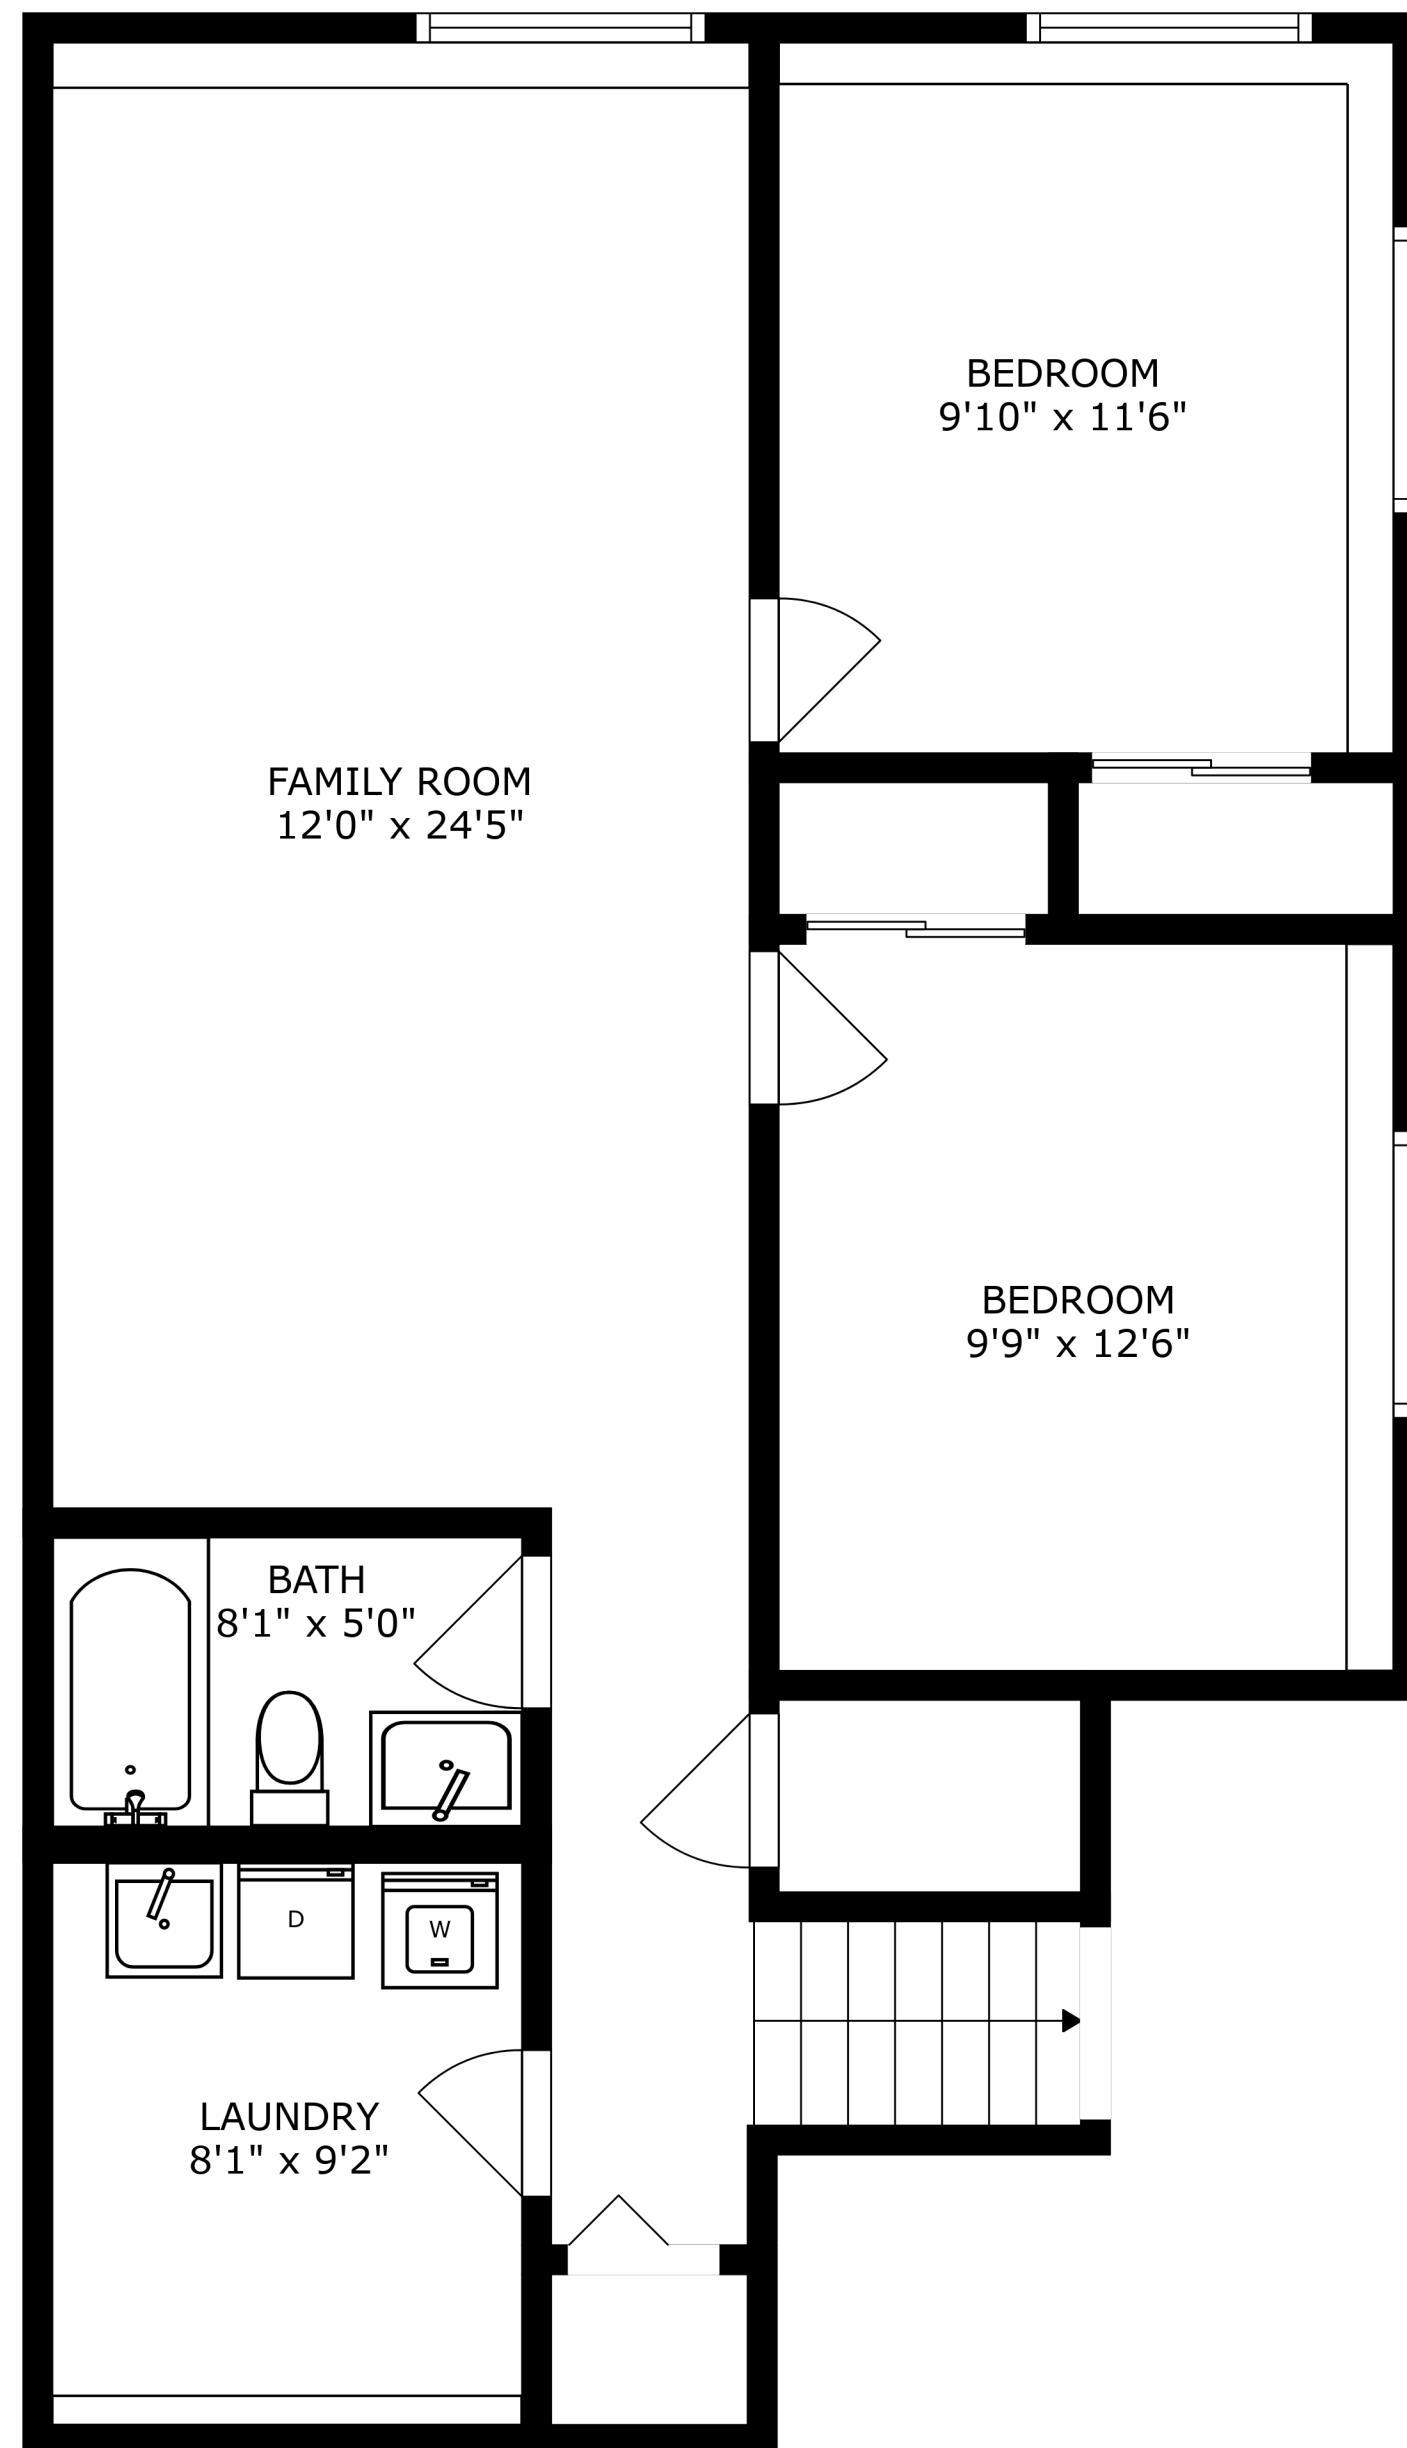 BEDROOM
9'10" x 11'6"
FAMILY ROOM
12'0" x 24'5"
BEDROOM
9'9" x 12'6"
BATH
8'1" x 5'0"
D
W
LAUNDRY
8'1" x 9'2"